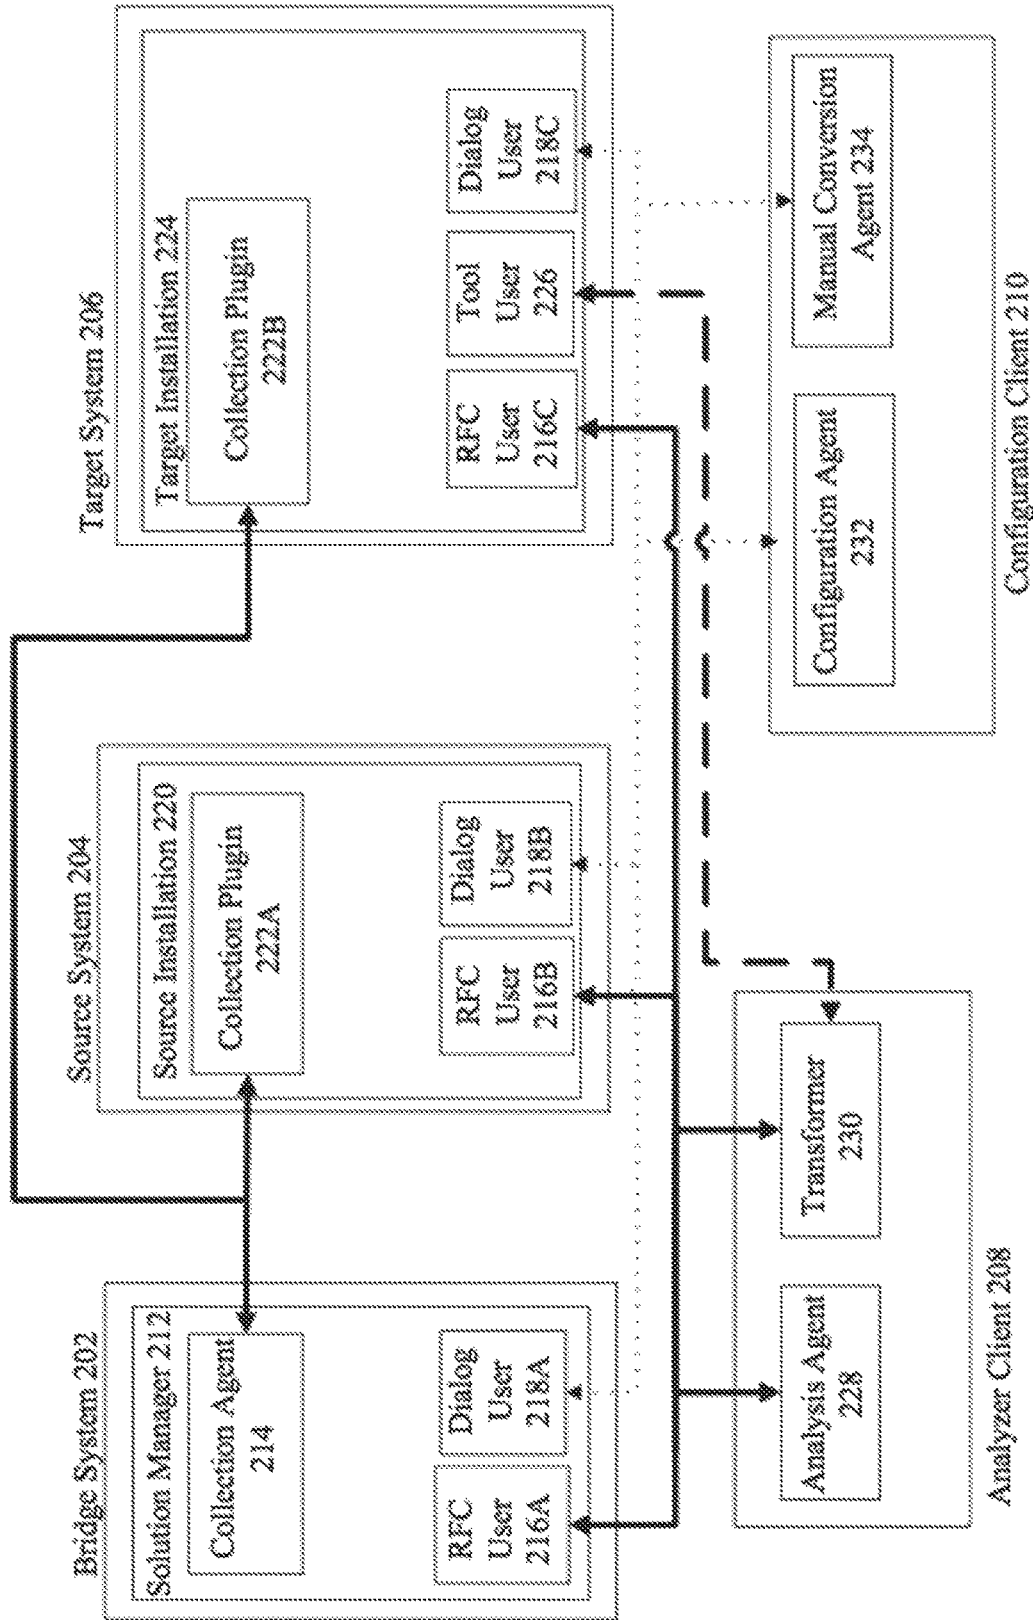 Bridge System 202
Solution Manager 212
Collection Agent
214
RFC
User
216A
Dialog
User
218A
Source System 204
Source Installation 220
Collection Plugin
222A
RFC
User
216B
Dialog
User
218B
Target System 206
Target Installation 224
Collection Plugin
222B
RFC
User
216C
Tool
User
226
Dialog
User
218C
Analysis Agent
228
Transformer
230
Analyzer Client 208
Configuration Agent
232
Manual Conversion
Agent 234
Configuration Client 210